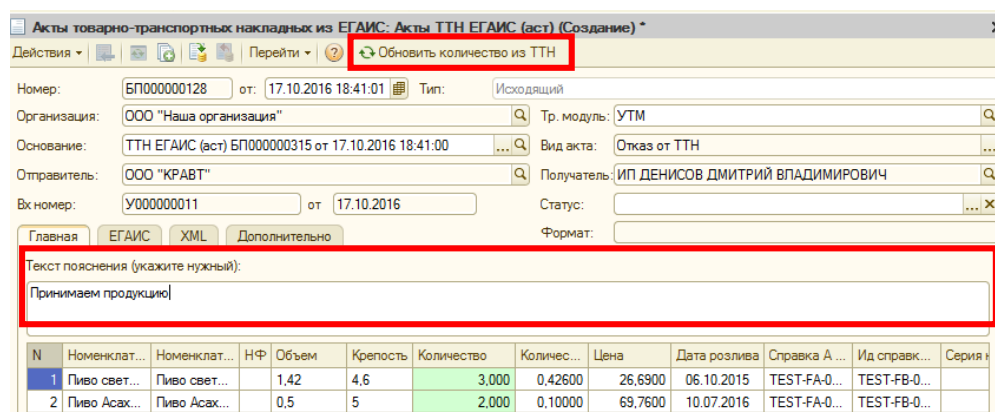 Акты товарно-транспортных накладных из ЕГАИС: Акты ТТН ЕГАИС (аст) (Создание) *
Действия Перейти Обновить количество из ТТН
Номер: БП000000128 от: 17.10.2016 18:41:01 Тип: Исходящий
Организация: ООО "Наша организация" Тр. модуль: УТМ
Основание: ТТН ЕГАИС (аст) БП000000315 от 17.10.2016 18:41:00 ... Вид акта: Отказ от ТТН ...
Отправитель: ООО "КРАВТ" Получатель: ИП ДЕНИСОВ ДМИТРИЙ ВЛАДИМИРОВИЧ
Вх номер: У000000011 от 17.10.2016 Статус: ... x
Главная ЕГАИС XML Дополнительно Формат:
Текст пояснения (укажите нужный):
Принимаем продукцию
N Номенклат... Номенклат... НФ Объем Крепость Количество Количес... Цена Дата розлива Справка А ... Ид справк... Серия
1 Пиво свет... Пиво свет... 1,42 4,6 3,000 0,42600 26,6900 06.10.2015 TEST-FA-0... TEST-FB-0...
2 Пиво Асах... Пиво Асах... 0,5 5 2,000 0,10000 69,7600 10.07.2016 TEST-FA-0... TEST-FB-0...